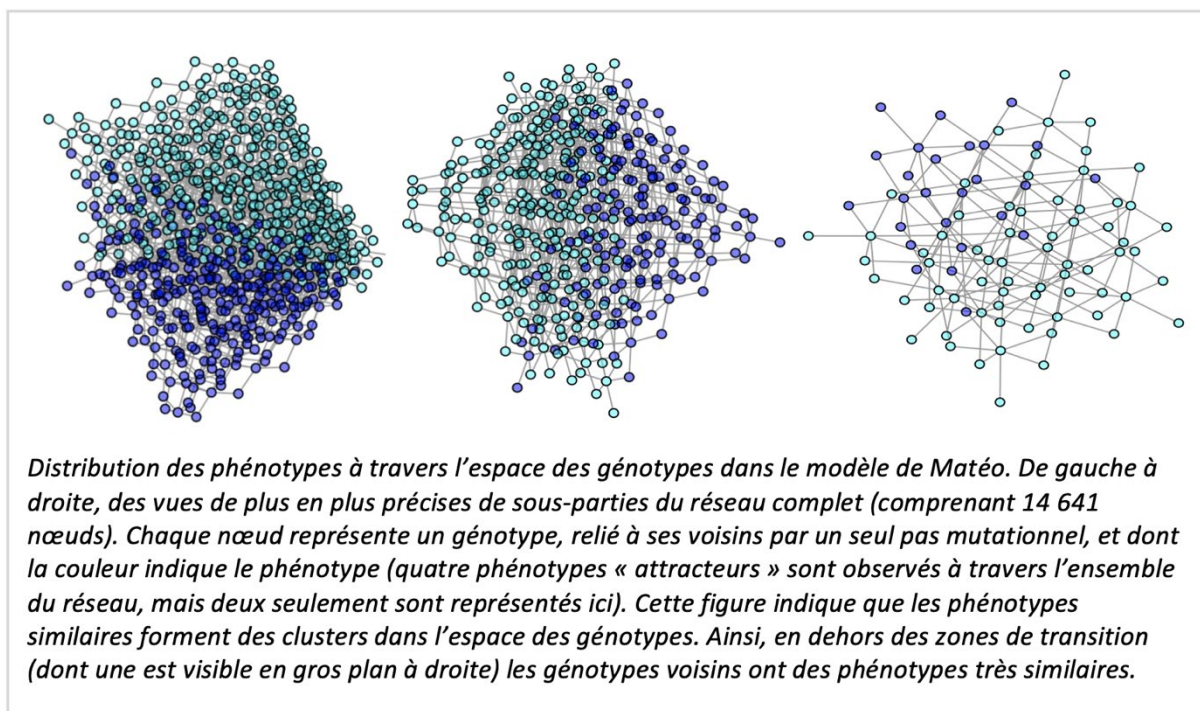 Distribution des phénotypes à travers l’espace des génotypes dans le modèle de Matéo. De gauche à
droite, des vues de plus en plus précises de sous-parties du réseau complet (comprenant 14 641
nœuds). Chaque nœud représente un génotype, relié à ses voisins par un seul pas mutationnel, et dont
la couleur indique le phénotype (quatre phénotypes « attracteurs » sont observés à travers l’ensemble
du réseau, mais deux seulement sont représentés ici). Cette figure indique que les phénotypes
similaires forment des clusters dans l’espace des génotypes. Ainsi, en dehors des zones de transition
(dont une est visible en gros plan à droite) les génotypes voisins ont des phénotypes très similaires.